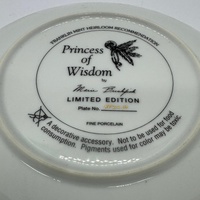 FRANKLIN MINT HEIRLOOM RECOMMENDATION
Princess
of
Wisdom
by
LIMITED EDITION
Plate No.
FINE PORCELAIN
A decorative accessory. Not to be used for food
consumption. Pigments used for color may be toxic.